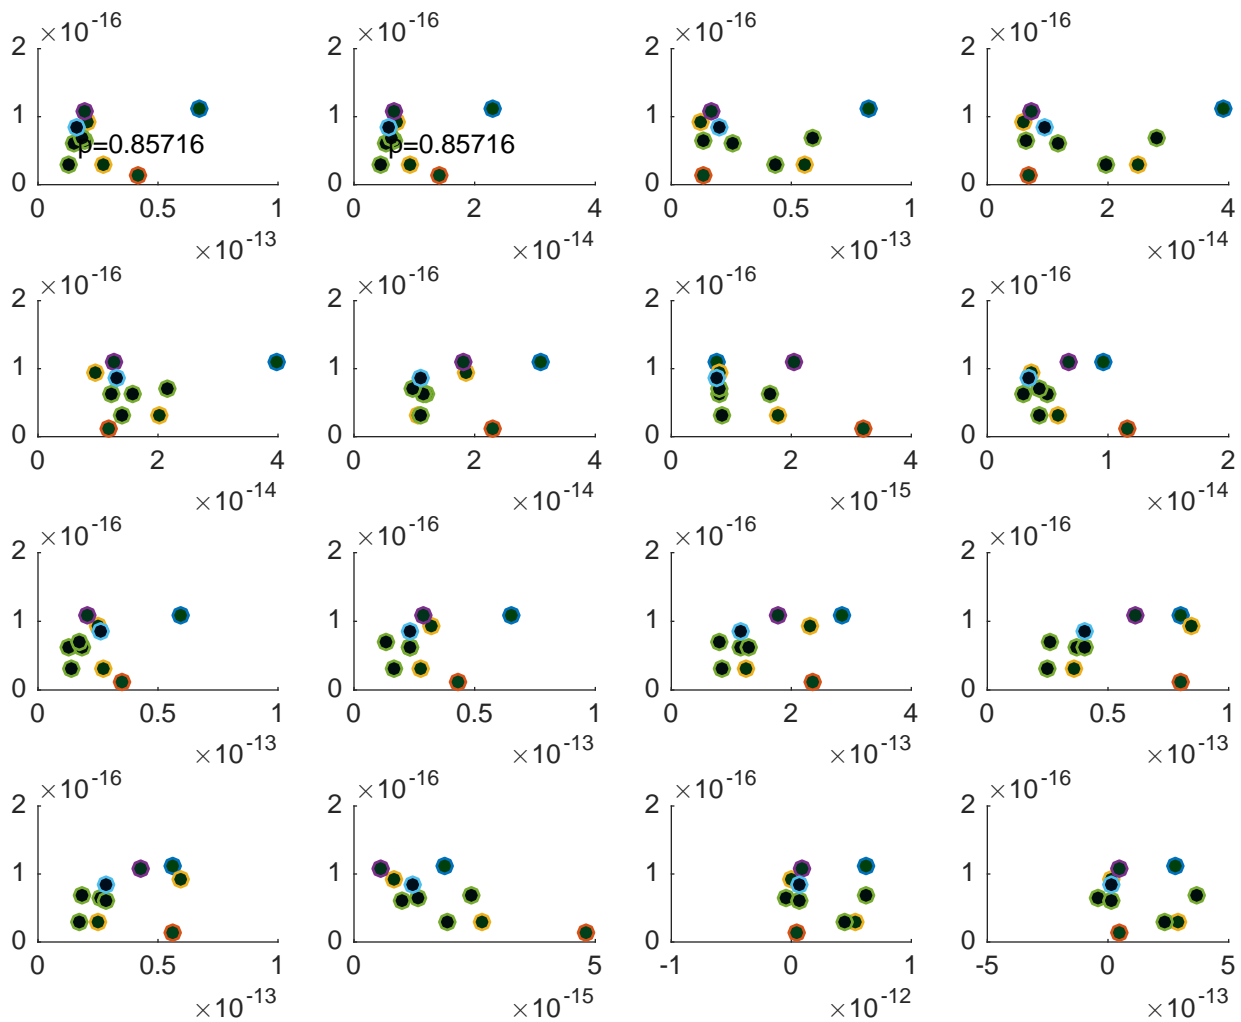 ×10-16 ×10-16 ×10-16 ×10-16
2 2 2 2
1 1 1 1
p=0.85716 p=0.85716
0 0 0 0
0 0.5 1 0 2 4 0 0.5 1 0 2 4
×10-13 ×10-14 ×10-13 ×10-14
×10-16 ×10-16 ×10-16 ×10-16
2 2 2 2
1 1 1 1
0 0 0 0
0 2 4 0 2 4 0 2 4 0 1 2
×10-14 ×10-14 ×10-15 ×10-14
×10-16 ×10-16 ×10-16 ×10-16
2 2 2 2
1 1 1 1
0 0 0 0
0 0.5 1 0 0.5 1 0 2 4 0 0.5 1
×10-13 ×10-13 ×10-13 ×10-13
×10-16 ×10-16 ×10-16 ×10-16
2 2 2 2
1 1 1 1
0 0 0 0
0 0.5 1 0 5 -1 0 1 -5 0 5
×10-13 ×10-15 ×10-12 ×10-13